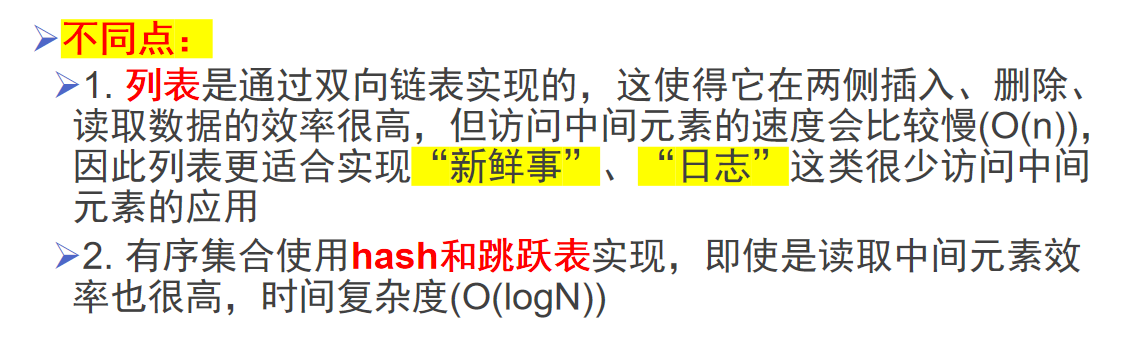 ➢不同点：
➢1. 列表是通过双向链表实现的，这使得它在两侧插入、删除、
读取数据的效率很高，但访问中间元素的速度会比较慢(O(n))，
因此列表更适合实现“新鲜事”、“日志”这类很少访问中间
元素的应用
➢2. 有序集合使用hash和跳跃表实现，即使是读取中间元素效
率也很高，时间复杂度(O(logN))